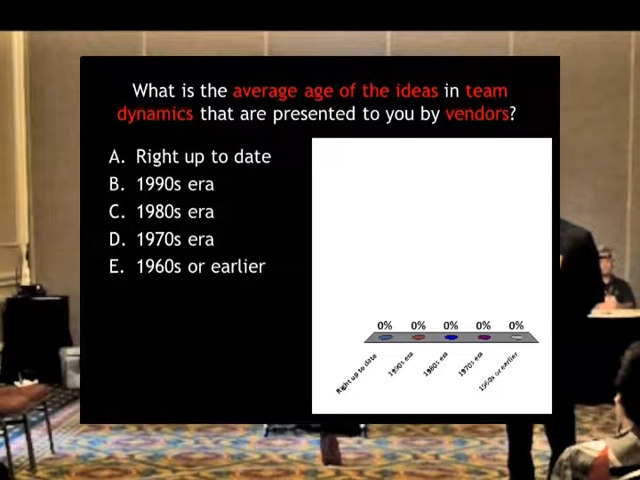 What is the average age of the ideas in team
dynamics that are presented to you by vendors?
A. Right up to date
B. 1990s era
C. 1980s era
D. 1970s era
E. 1960s or earlier
0% 0% 0% 0% 0%
Right up to date
1990s era
1980s era
1970s era
1960s or earlier